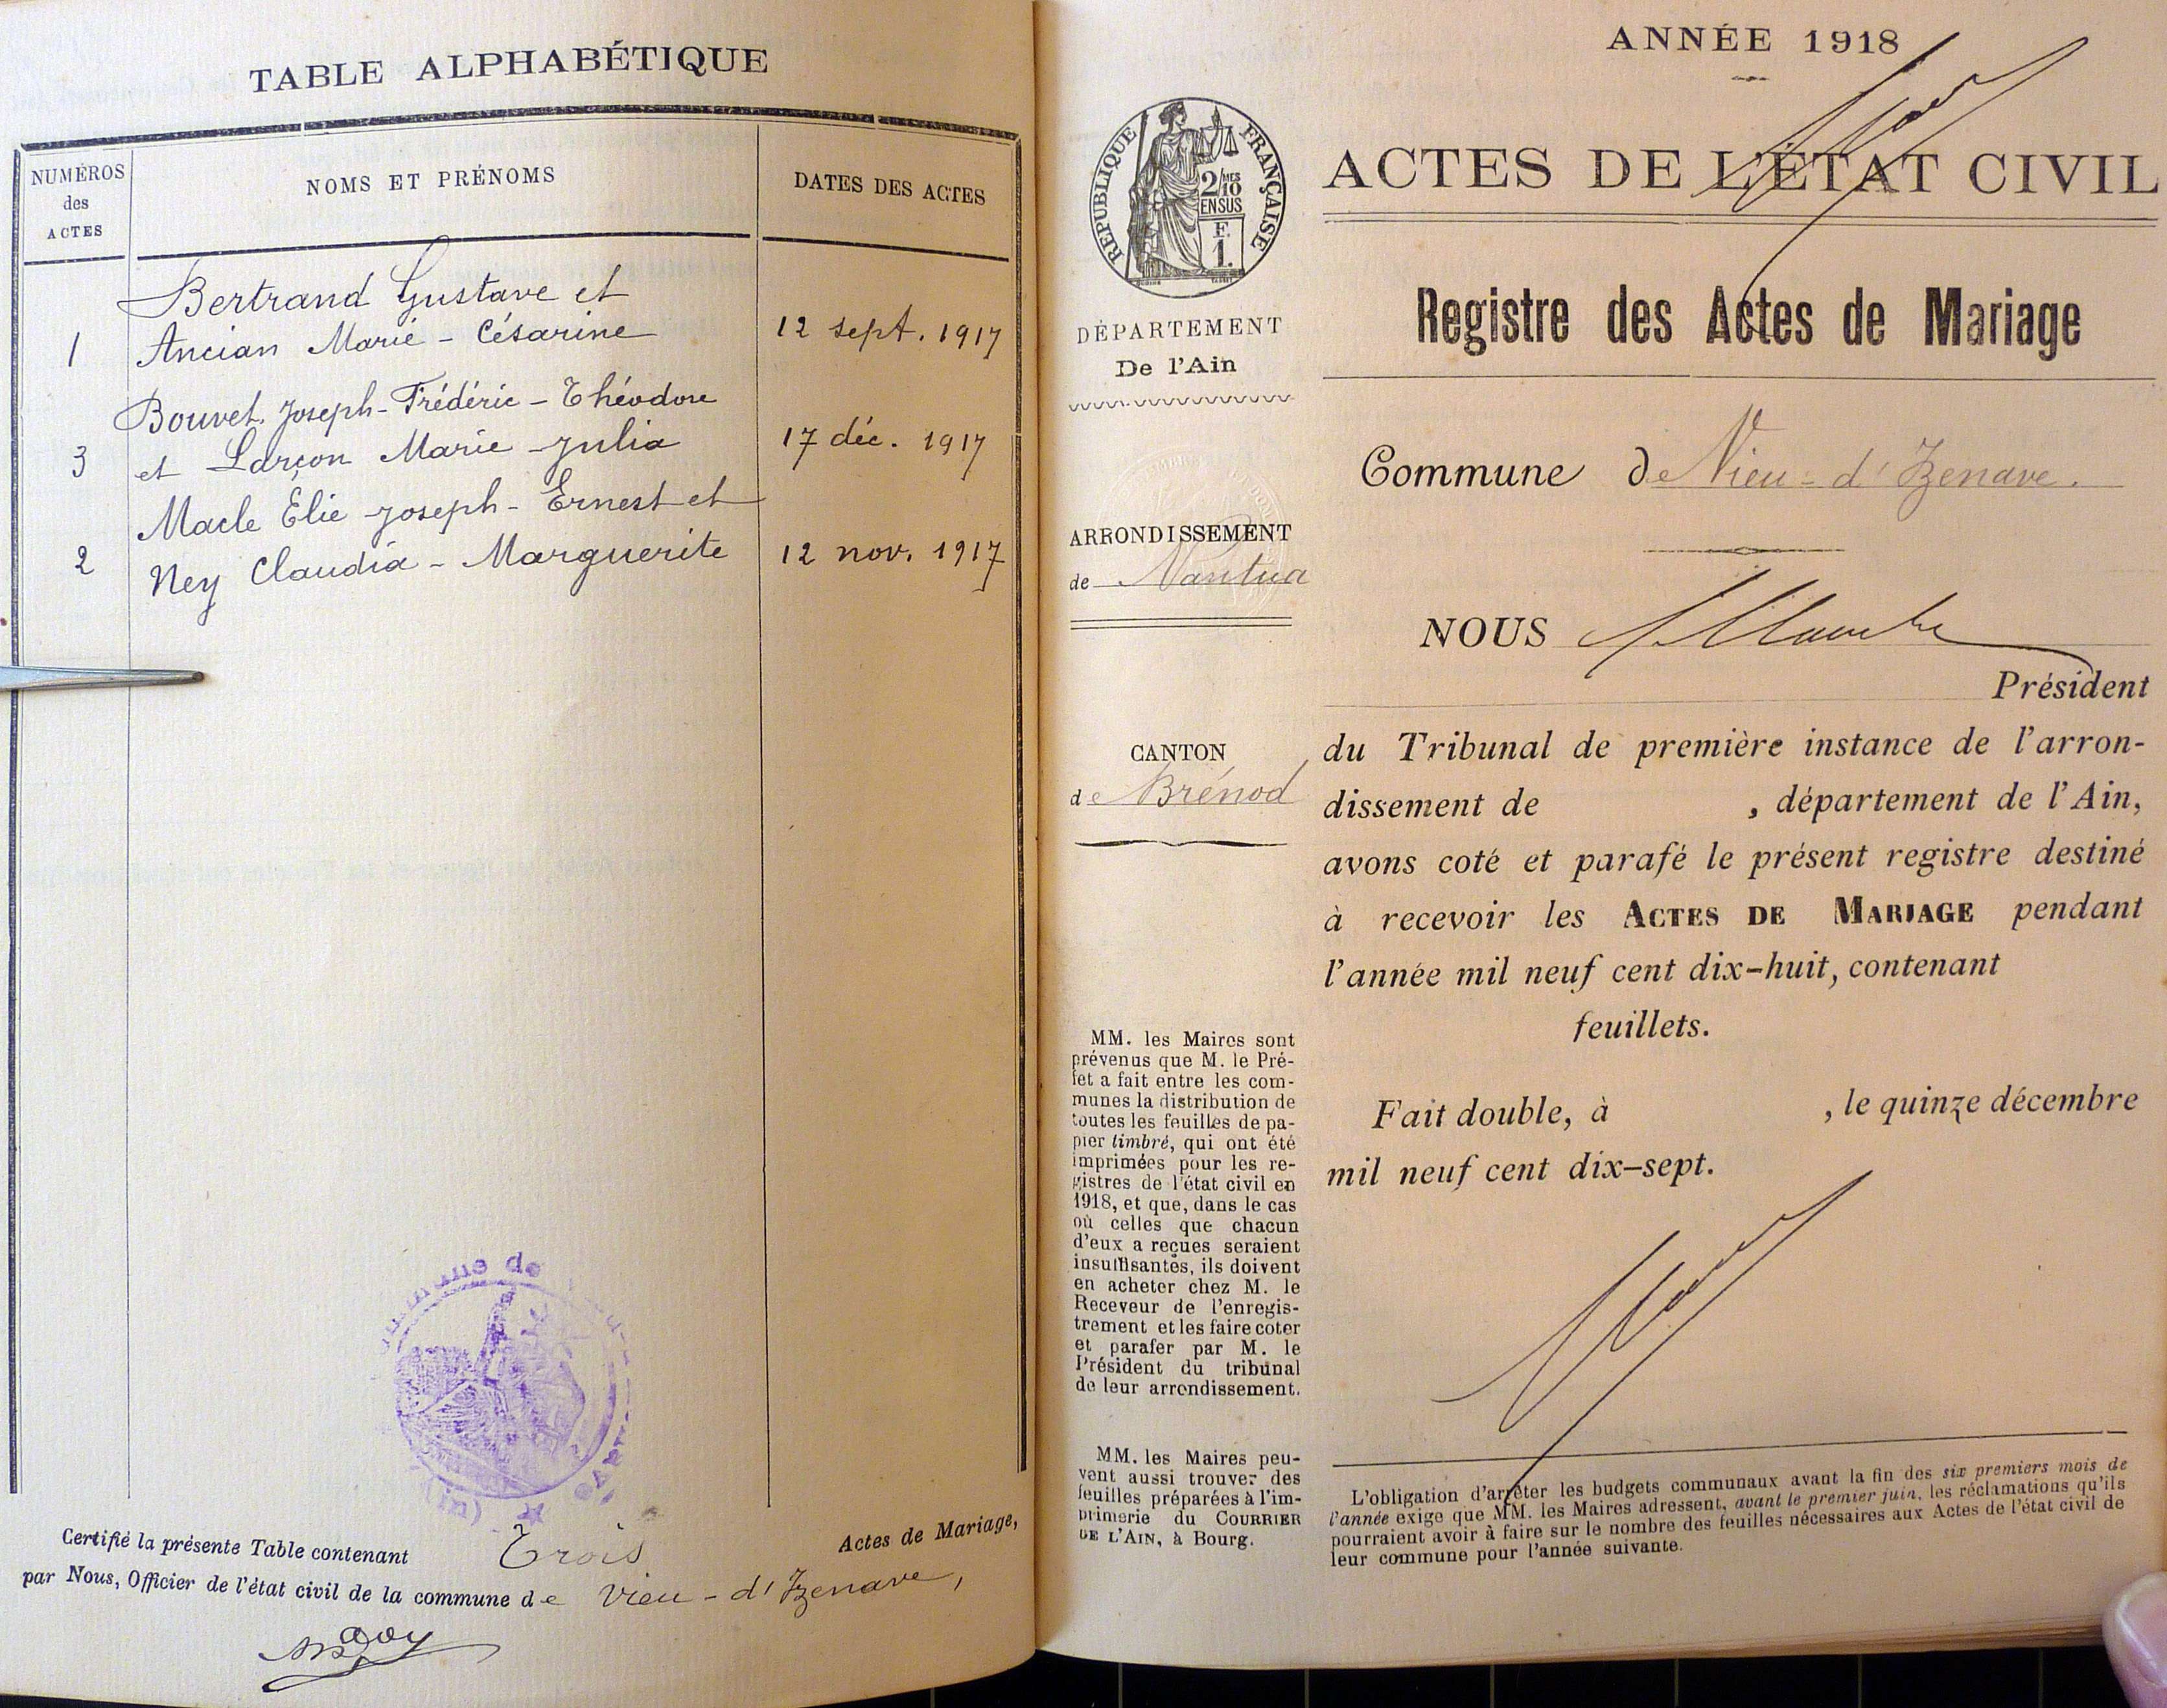 TABLE ALPHABÉTIQUE
NUMÉROS
des
ACTES
NOMS ET PRÉNOMS
DATES DES ACTES
Bertrand Gustave et
1 Ancian Marie - Césarine 12 sept. 1917
Bouvet Joseph-Frédéric-Théodore
3 et Larçon Marie Julia 17 déc. 1917
Macle Élie Joseph-Ernest et
2 Ney Claudia - Marguerite 12 nov. 1917
commune de
Certifié la présente Table contenant Trois Actes de Mariage,
par Nous, Officier de l'état civil de la commune de Vieu-d'Izenave,
ANNÉE 1918
RÉPUBLIQUE FRANÇAISE
2/MES
10
EN SUS
F.
1.
ACTES DE L'ÉTAT CIVIL
Registre des Actes de Mariage
DÉPARTEMENT
De l'Ain
Commune de Vieu-d'Izenave.
ARRONDISSEMENT
de Nantua
CANTON
de Brénod
NOUS
Président
du Tribunal de première instance de l'arron-
dissement de , département de l'Ain,
avons coté et parafé le présent registre destiné
à recevoir les ACTES DE MARIAGE pendant
l'année mil neuf cent dix-huit, contenant
feuillets.
Fait double, à , le quinze décembre
mil neuf cent dix-sept.
MM. les Maires sont
prévenus que M. le Pré-
fet a fait entre les com-
munes la distribution de
toutes les feuilles de pa-
pier timbré, qui ont été
imprimées pour les re-
gistres de l'état civil en
1918, et que, dans le cas
où celles que chacun
d'eux a reçues seraient
insuffisantes, ils doivent
en acheter chez M. le
Receveur de l'enregis-
trement et les faire coter
et parafer par M. le
Président du tribunal
de leur arrondissement.
MM. les Maires peu-
vent aussi trouver des
feuilles préparées à l'im-
primerie du COURRIER
DE L'AIN, à Bourg.
L'obligation d'arrêter les budgets communaux avant la fin des six premiers mois de
l'année exige que MM. les Maires adressent, avant le premier juin, les réclamations qu'ils
pourraient avoir à faire sur le nombre des feuilles nécessaires aux Actes de l'état civil de
leur commune pour l'année suivante.